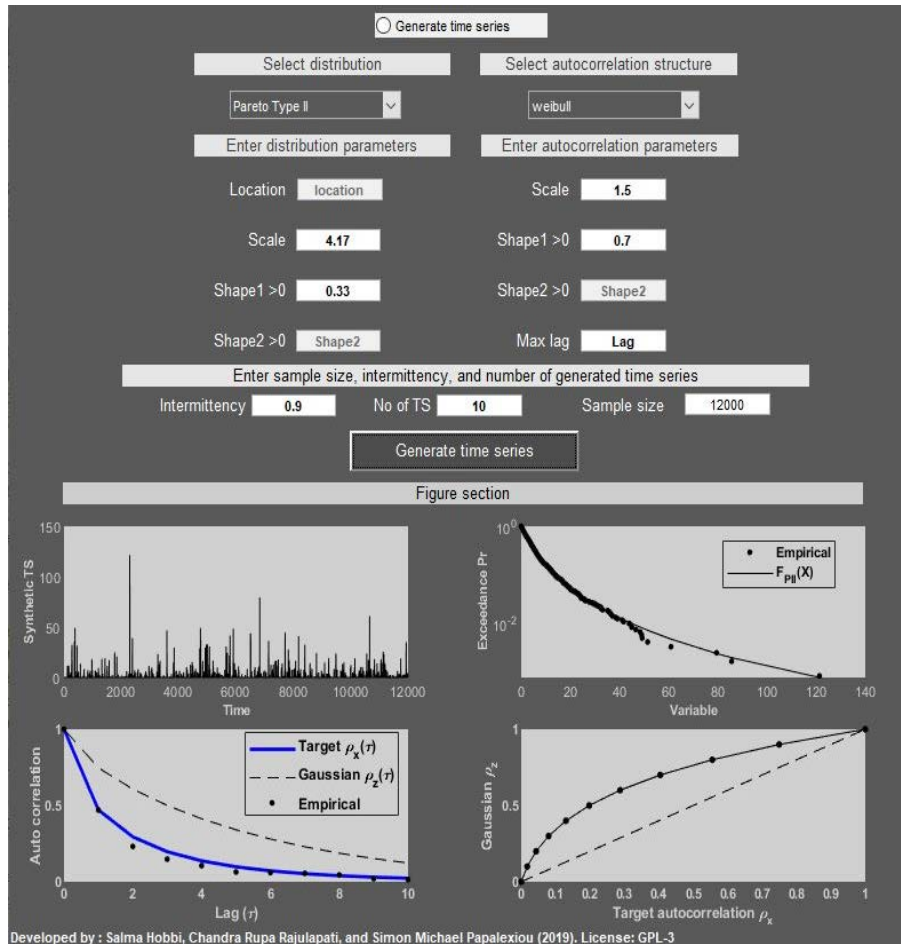 Generate time series
Select distribution
Select autocorrelation structure
Pareto Type II
weibull
Enter distribution parameters
Enter autocorrelation parameters
Location location
Scale 1.5
Scale 4.17
Shape1 >0 0.7
Shape1 >0 0.33
Shape2 >0 Shape2
Shape2 >0 Shape2
Max lag Lag
Enter sample size, intermittency, and number of generated time series
Intermittency 0.9 No of TS 10 Sample size 12000
Generate time series
Figure section
150
100
50
0
Synthetic TS
0 2000 4000 6000 8000 10000 12000
Time
10^0
10^-2
Exceedance Pr
Empirical
F_PII(X)
0 20 40 60 80 100 120 140
Variable
1
0.5
0
Auto correlation
Target ρ_x(τ)
Gaussian ρ_z(τ)
Empirical
0 2 4 6 8 10
Lag (τ)
1
0.5
0
Gaussian ρ_z
0 0.1 0.2 0.3 0.4 0.5 0.6 0.7 0.8 0.9 1
Target autocorrelation ρ_x
Developed by : Salma Hobbi, Chandra Rupa Rajulapati, and Simon Michael Papalexiou (2019). License: GPL-3